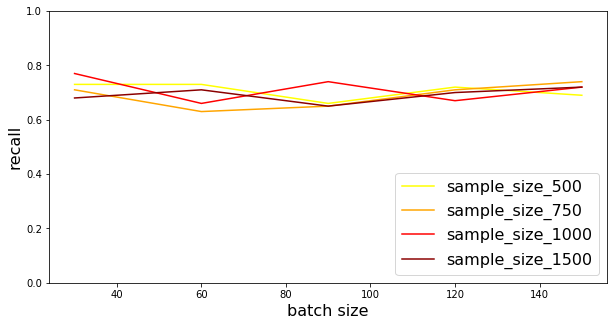 1.0
0.8
0.6
0.4
0.2
0.0
recall
40 60 80 100 120 140
batch size
sample_size_500
sample_size_750
sample_size_1000
sample_size_1500